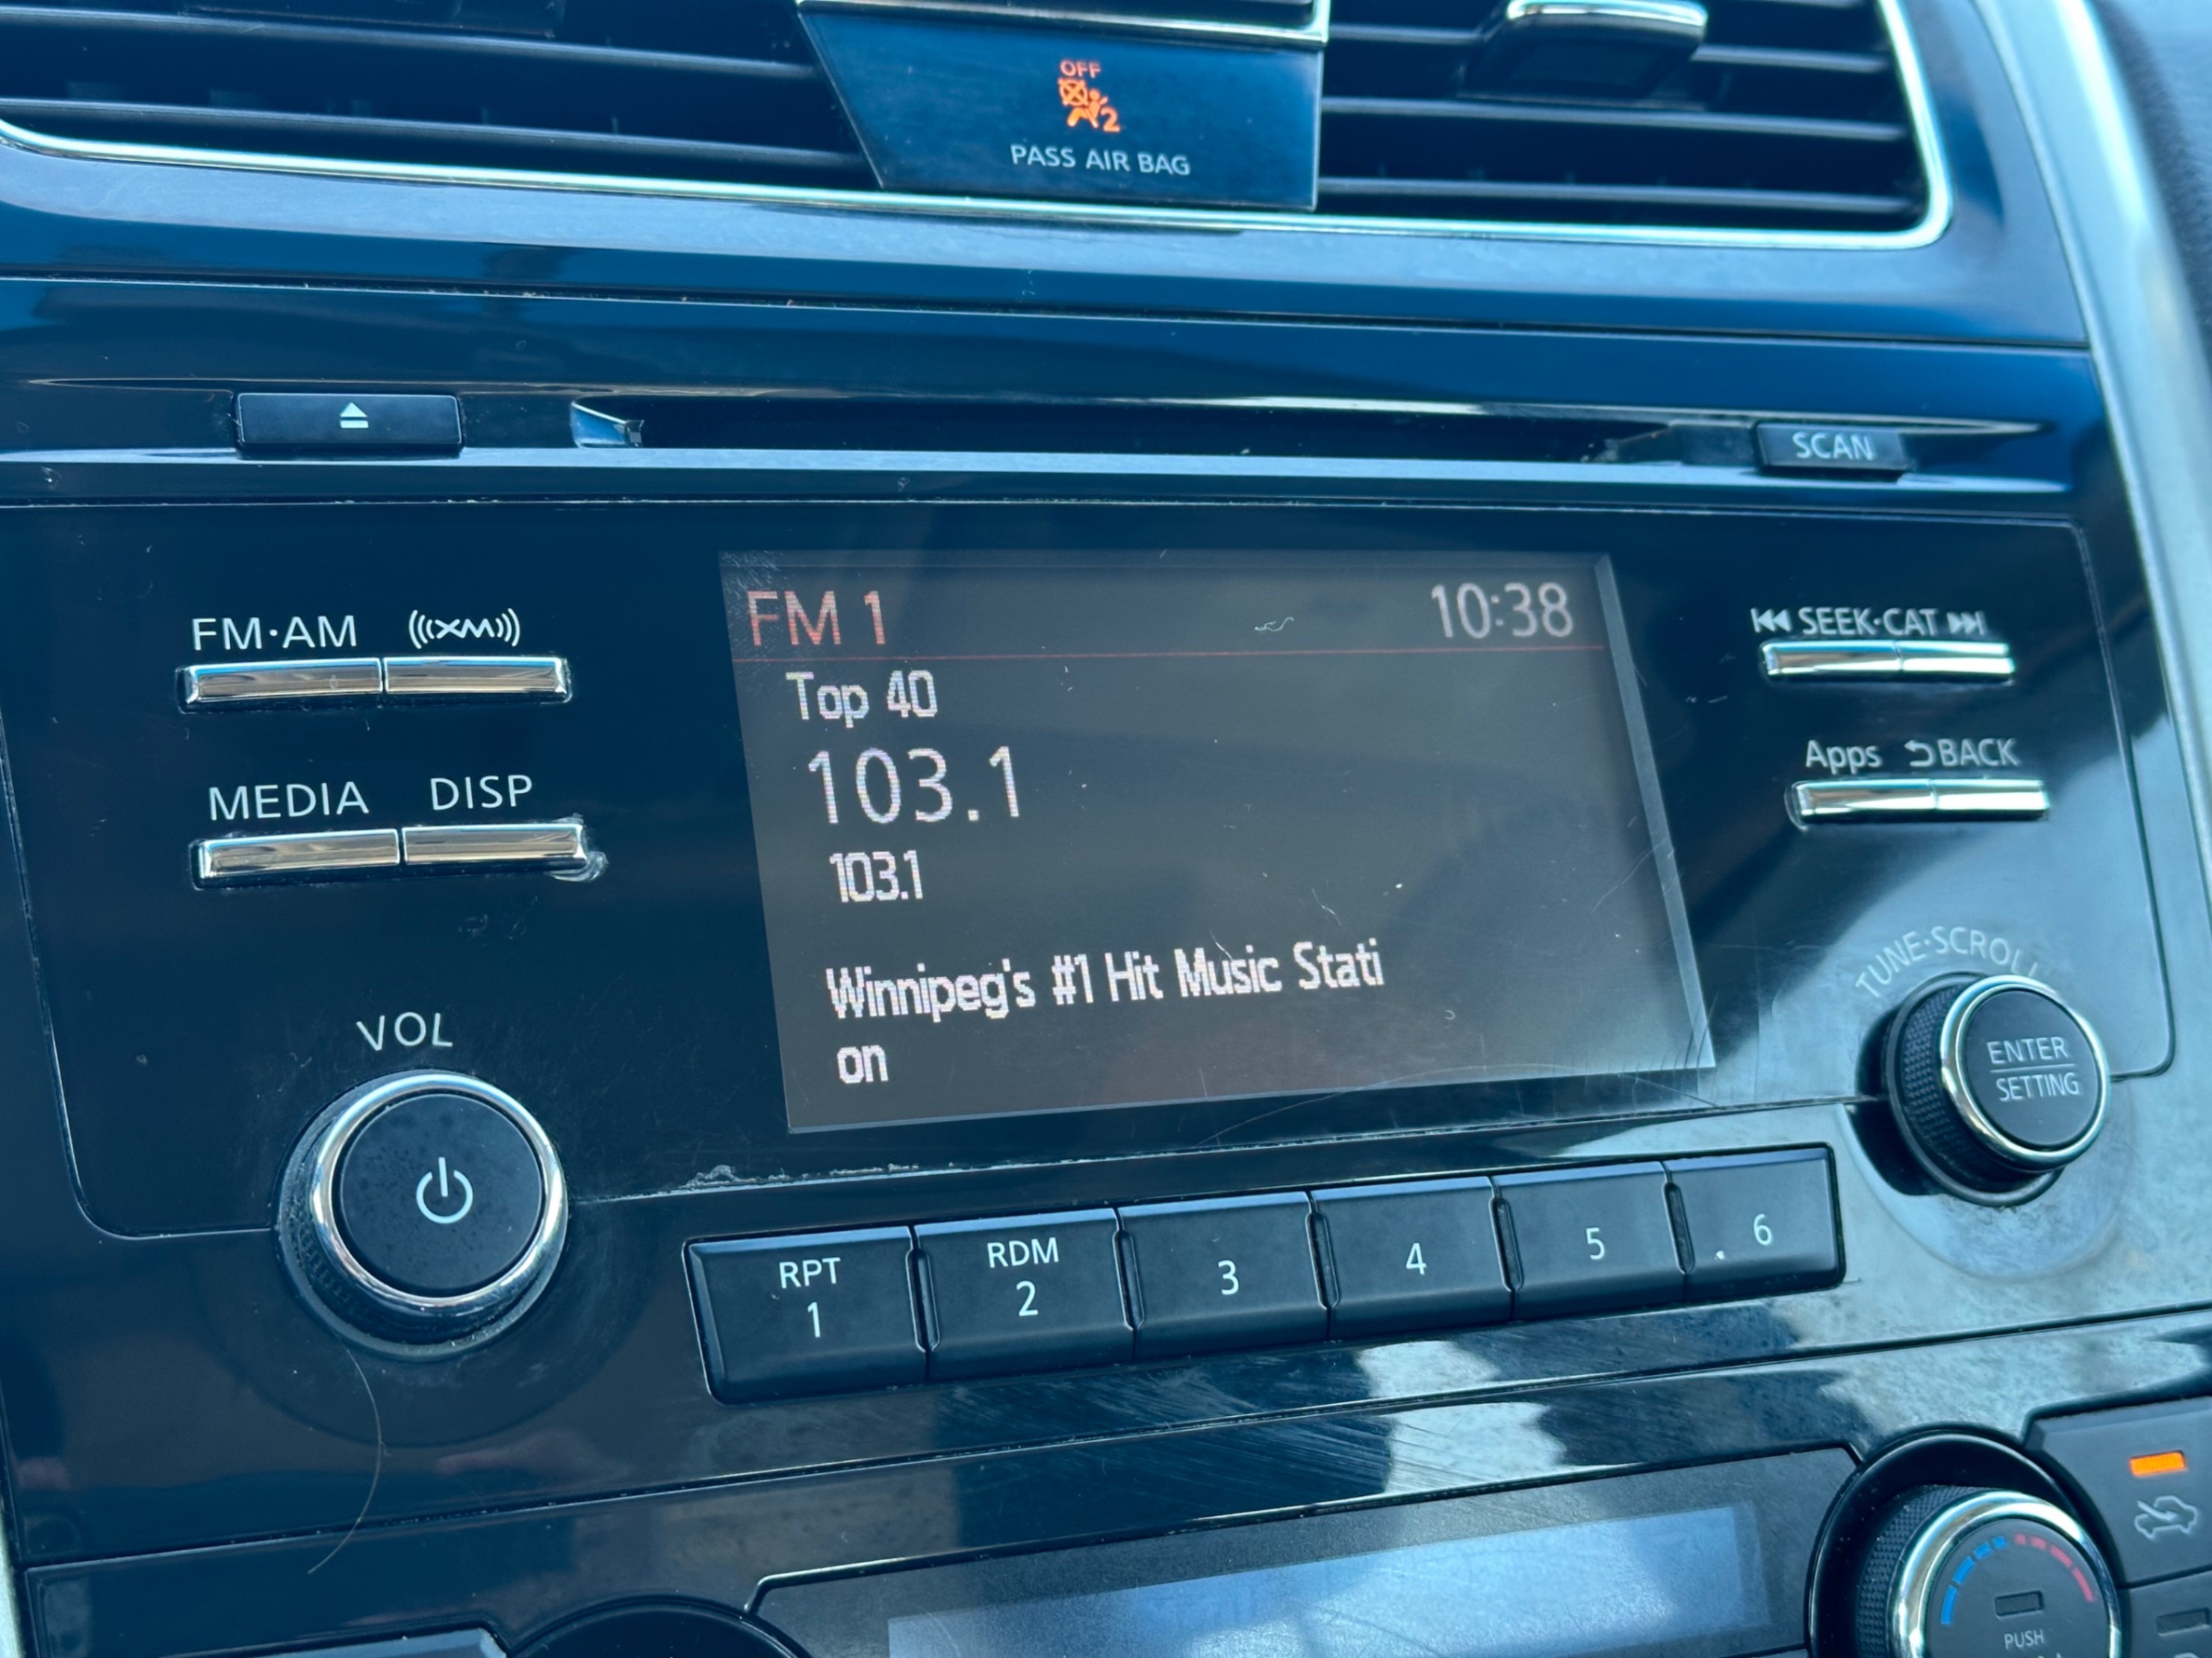 OFF
2
PASS AIR BAG
SCAN
FM·AM XM
SEEK·CAT
MEDIA DISP
Apps BACK
FM 1 10:38
Top 40
103.1
103.1
Winnipeg's #1 Hit Music Stati
on
VOL
TUNE·SCROLL
ENTER
SETTING
RPT
1
RDM
2
3
4
5
6
PUSH